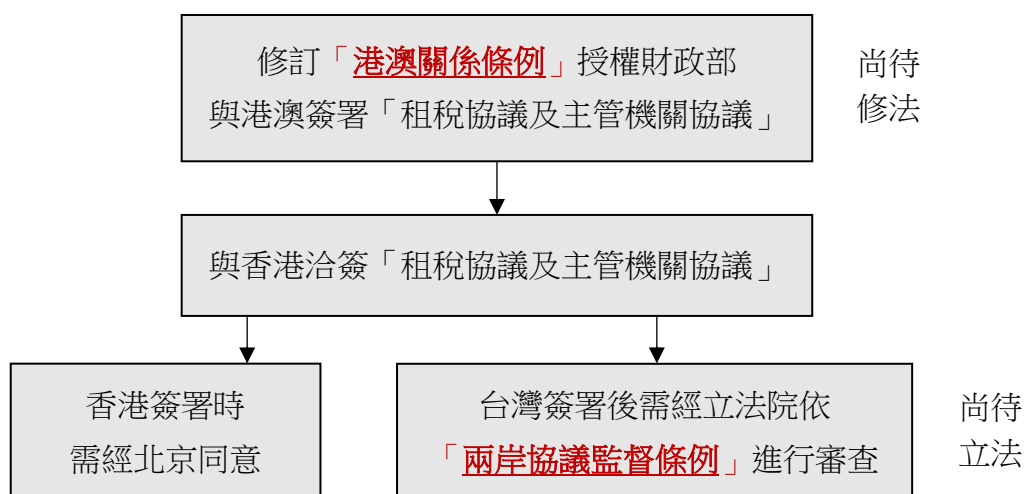 修訂「港澳關係條例」授權財政部
與港澳簽署「租稅協議及主管機關協議」
尚待
修法
與香港洽簽「租稅協議及主管機關協議」
香港簽署時
需經北京同意
台灣簽署後需經立法院依
「兩岸協議監督條例」進行審查
尚待
立法